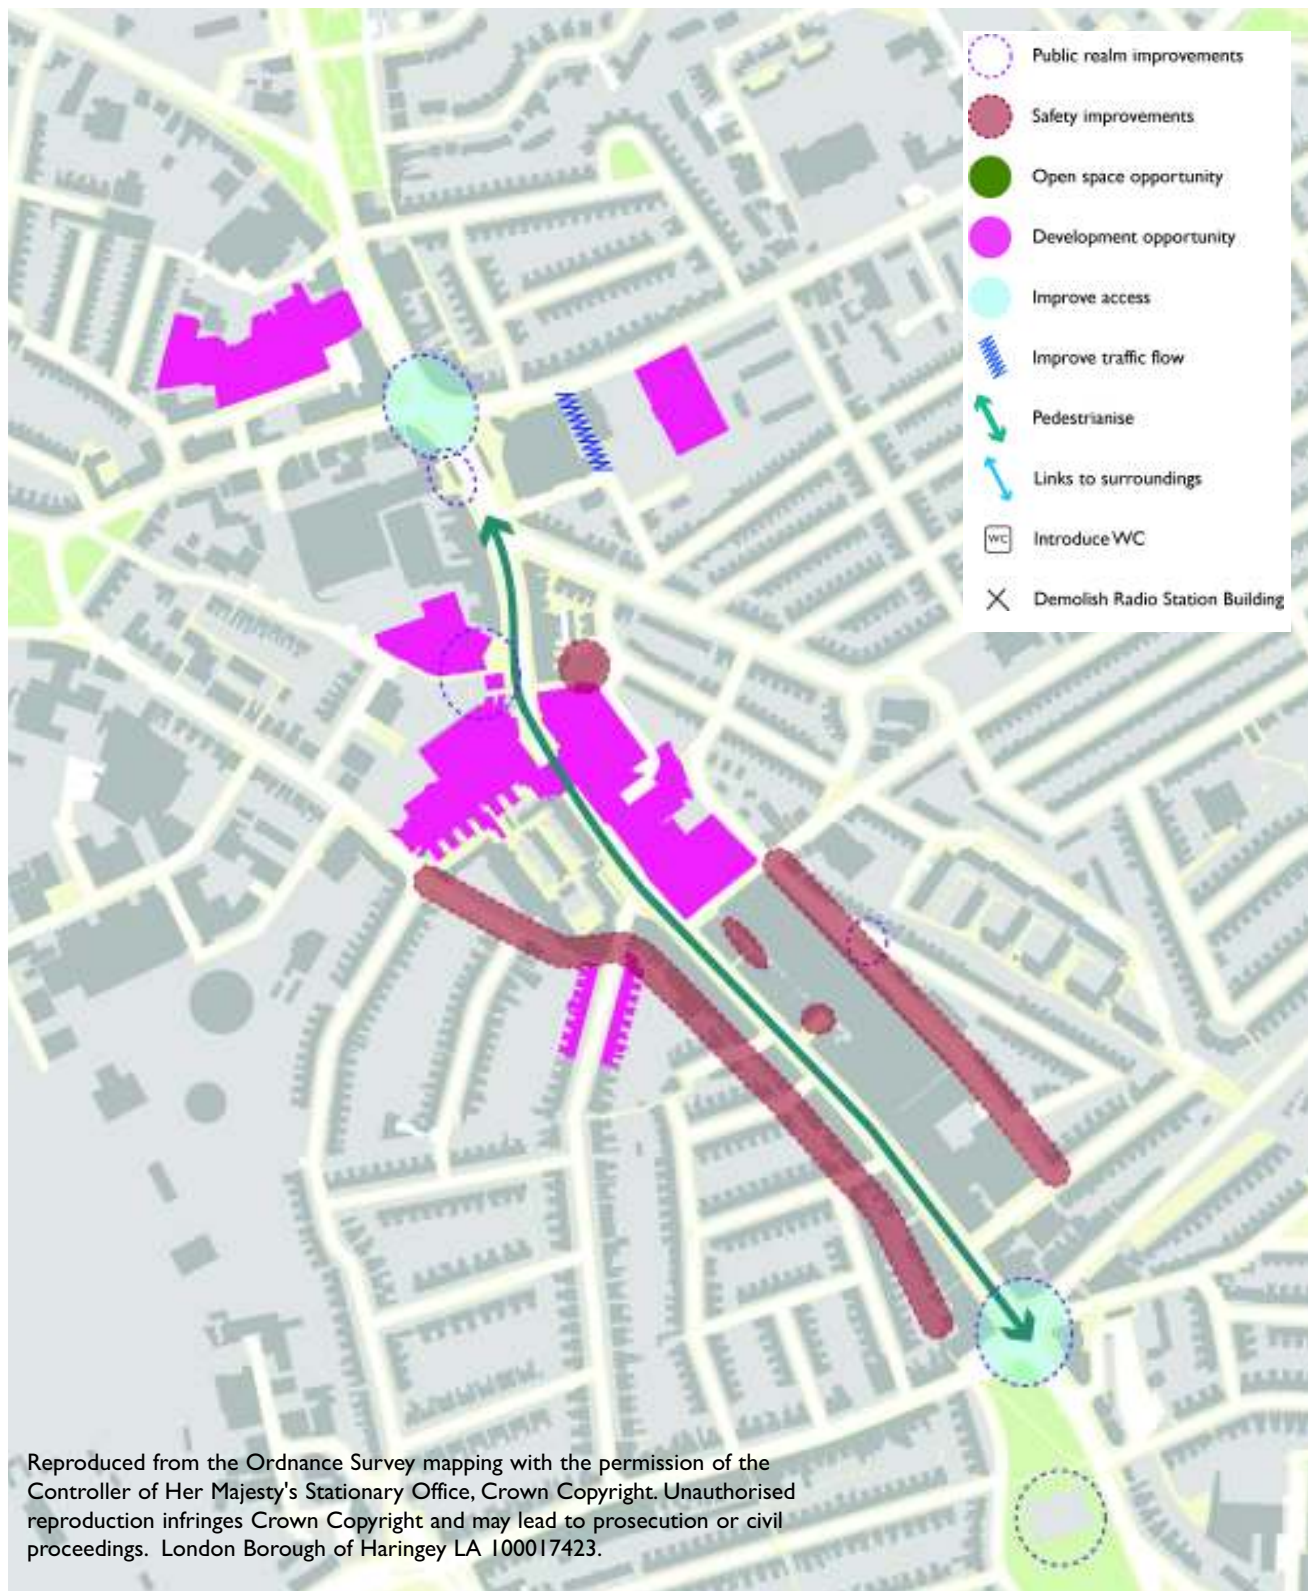 Public realm improvements
Safety improvements
Open space opportunity
Development opportunity
Improve access
Improve traffic flow
Pedestrianise
Links to surroundings
WC Introduce WC
Demolish Radio Station Building
Reproduced from the Ordnance Survey mapping with the permission of the
Controller of Her Majesty's Stationary Office, Crown Copyright. Unauthorised
reproduction infringes Crown Copyright and may lead to prosecution or civil
proceedings. London Borough of Haringey LA 100017423.